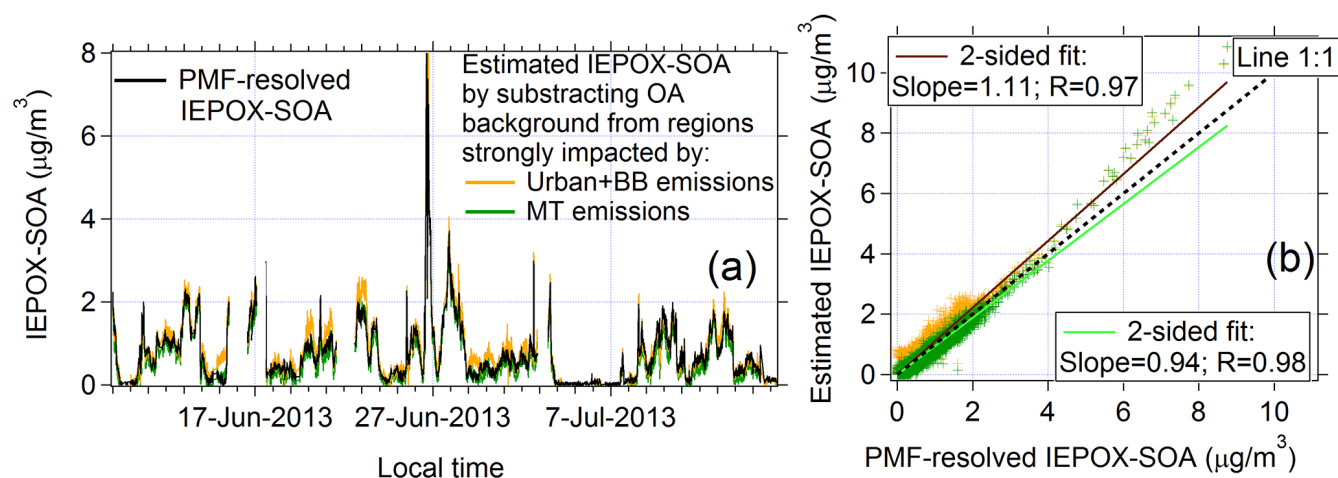 8
6
4
2
0
IEPOX-SOA (μg/m³)
PMF-resolved
IEPOX-SOA
Estimated IEPOX-SOA
by substracting OA
background from regions
strongly impacted by:
Urban+BB emissions
MT emissions
(a)
17-Jun-2013
27-Jun-2013
7-Jul-2013
Local time
Estimated IEPOX-SOA (μg/m³)
10
8
6
4
2
0
2-sided fit:
Slope=1.11; R=0.97
Line 1:1
(b)
2-sided fit:
Slope=0.94; R=0.98
0
2
4
6
8
10
PMF-resolved IEPOX-SOA (μg/m³)